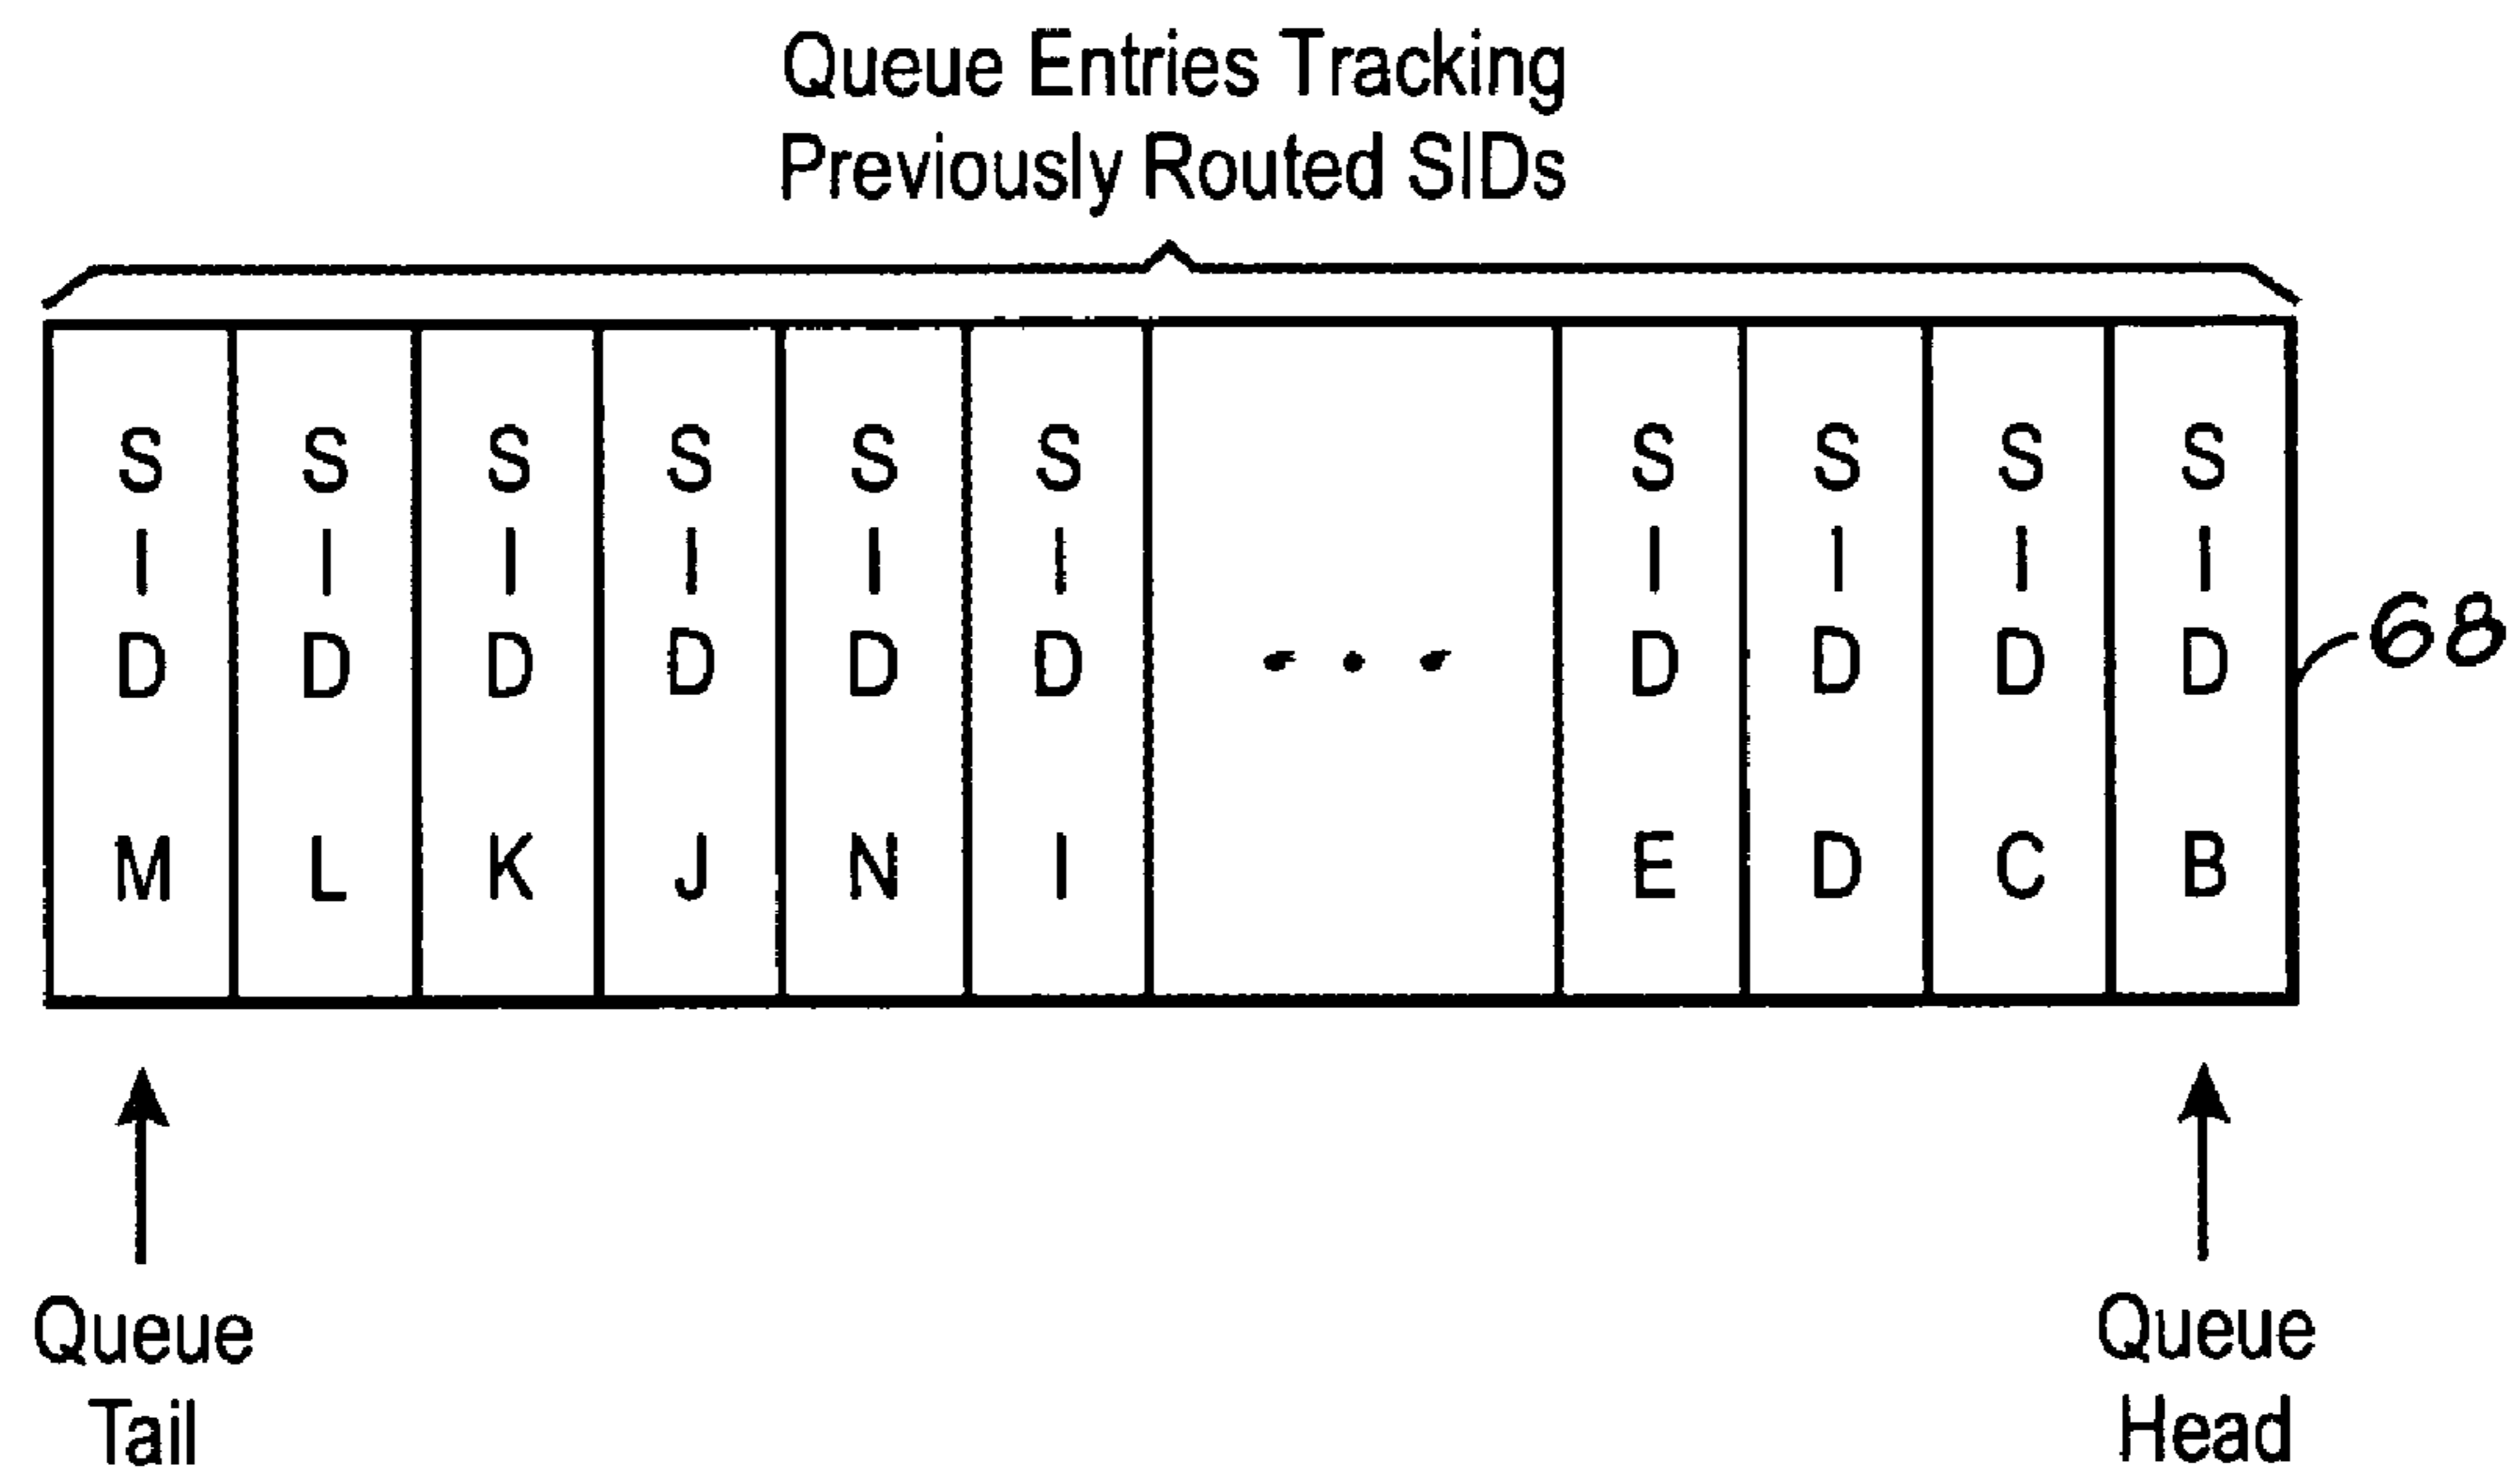 Queue Entries Tracking
Previously Routed SIDs
S S S S S S S S S S
I I I I I I I I I I
D D D D D D ... D D D D
68
M L K J N I E D C B
Queue Queue
Tail Head